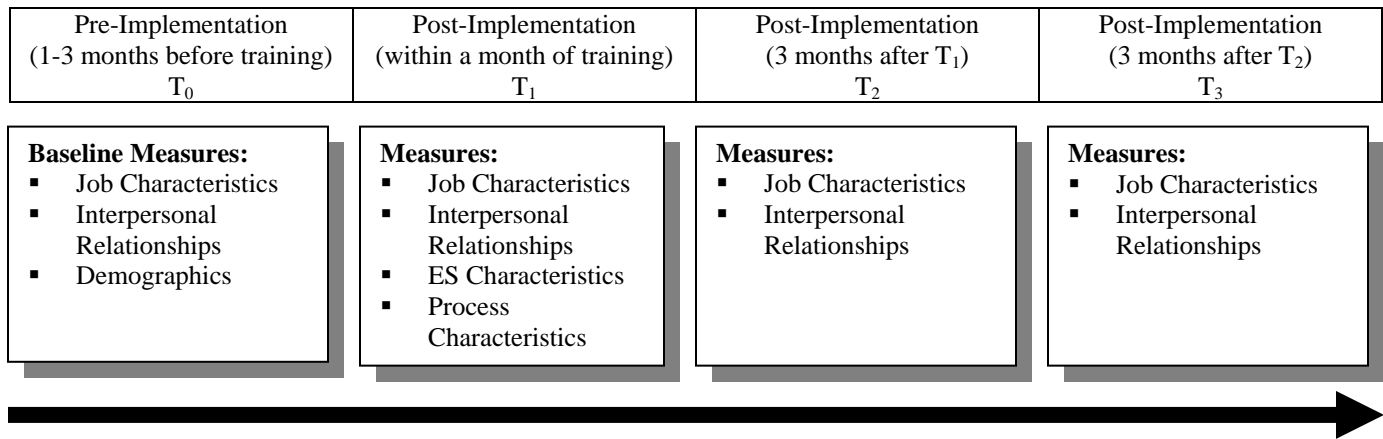 Pre-Implementation
(1-3 months before training)
T₀
Post-Implementation
(within a month of training)
T₁
Post-Implementation
(3 months after T₁)
T₂
Post-Implementation
(3 months after T₂)
T₃
Baseline Measures:
▪ Job Characteristics
▪ Interpersonal
Relationships
▪ Demographics
Measures:
▪ Job Characteristics
▪ Interpersonal
Relationships
▪ ES Characteristics
▪ Process
Characteristics
Measures:
▪ Job Characteristics
▪ Interpersonal
Relationships
Measures:
▪ Job Characteristics
▪ Interpersonal
Relationships